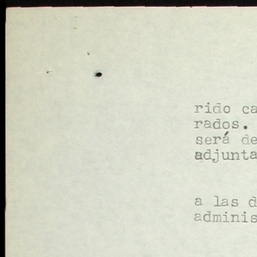 rido ca
rados.
será de
adjunta
a las d
adminis